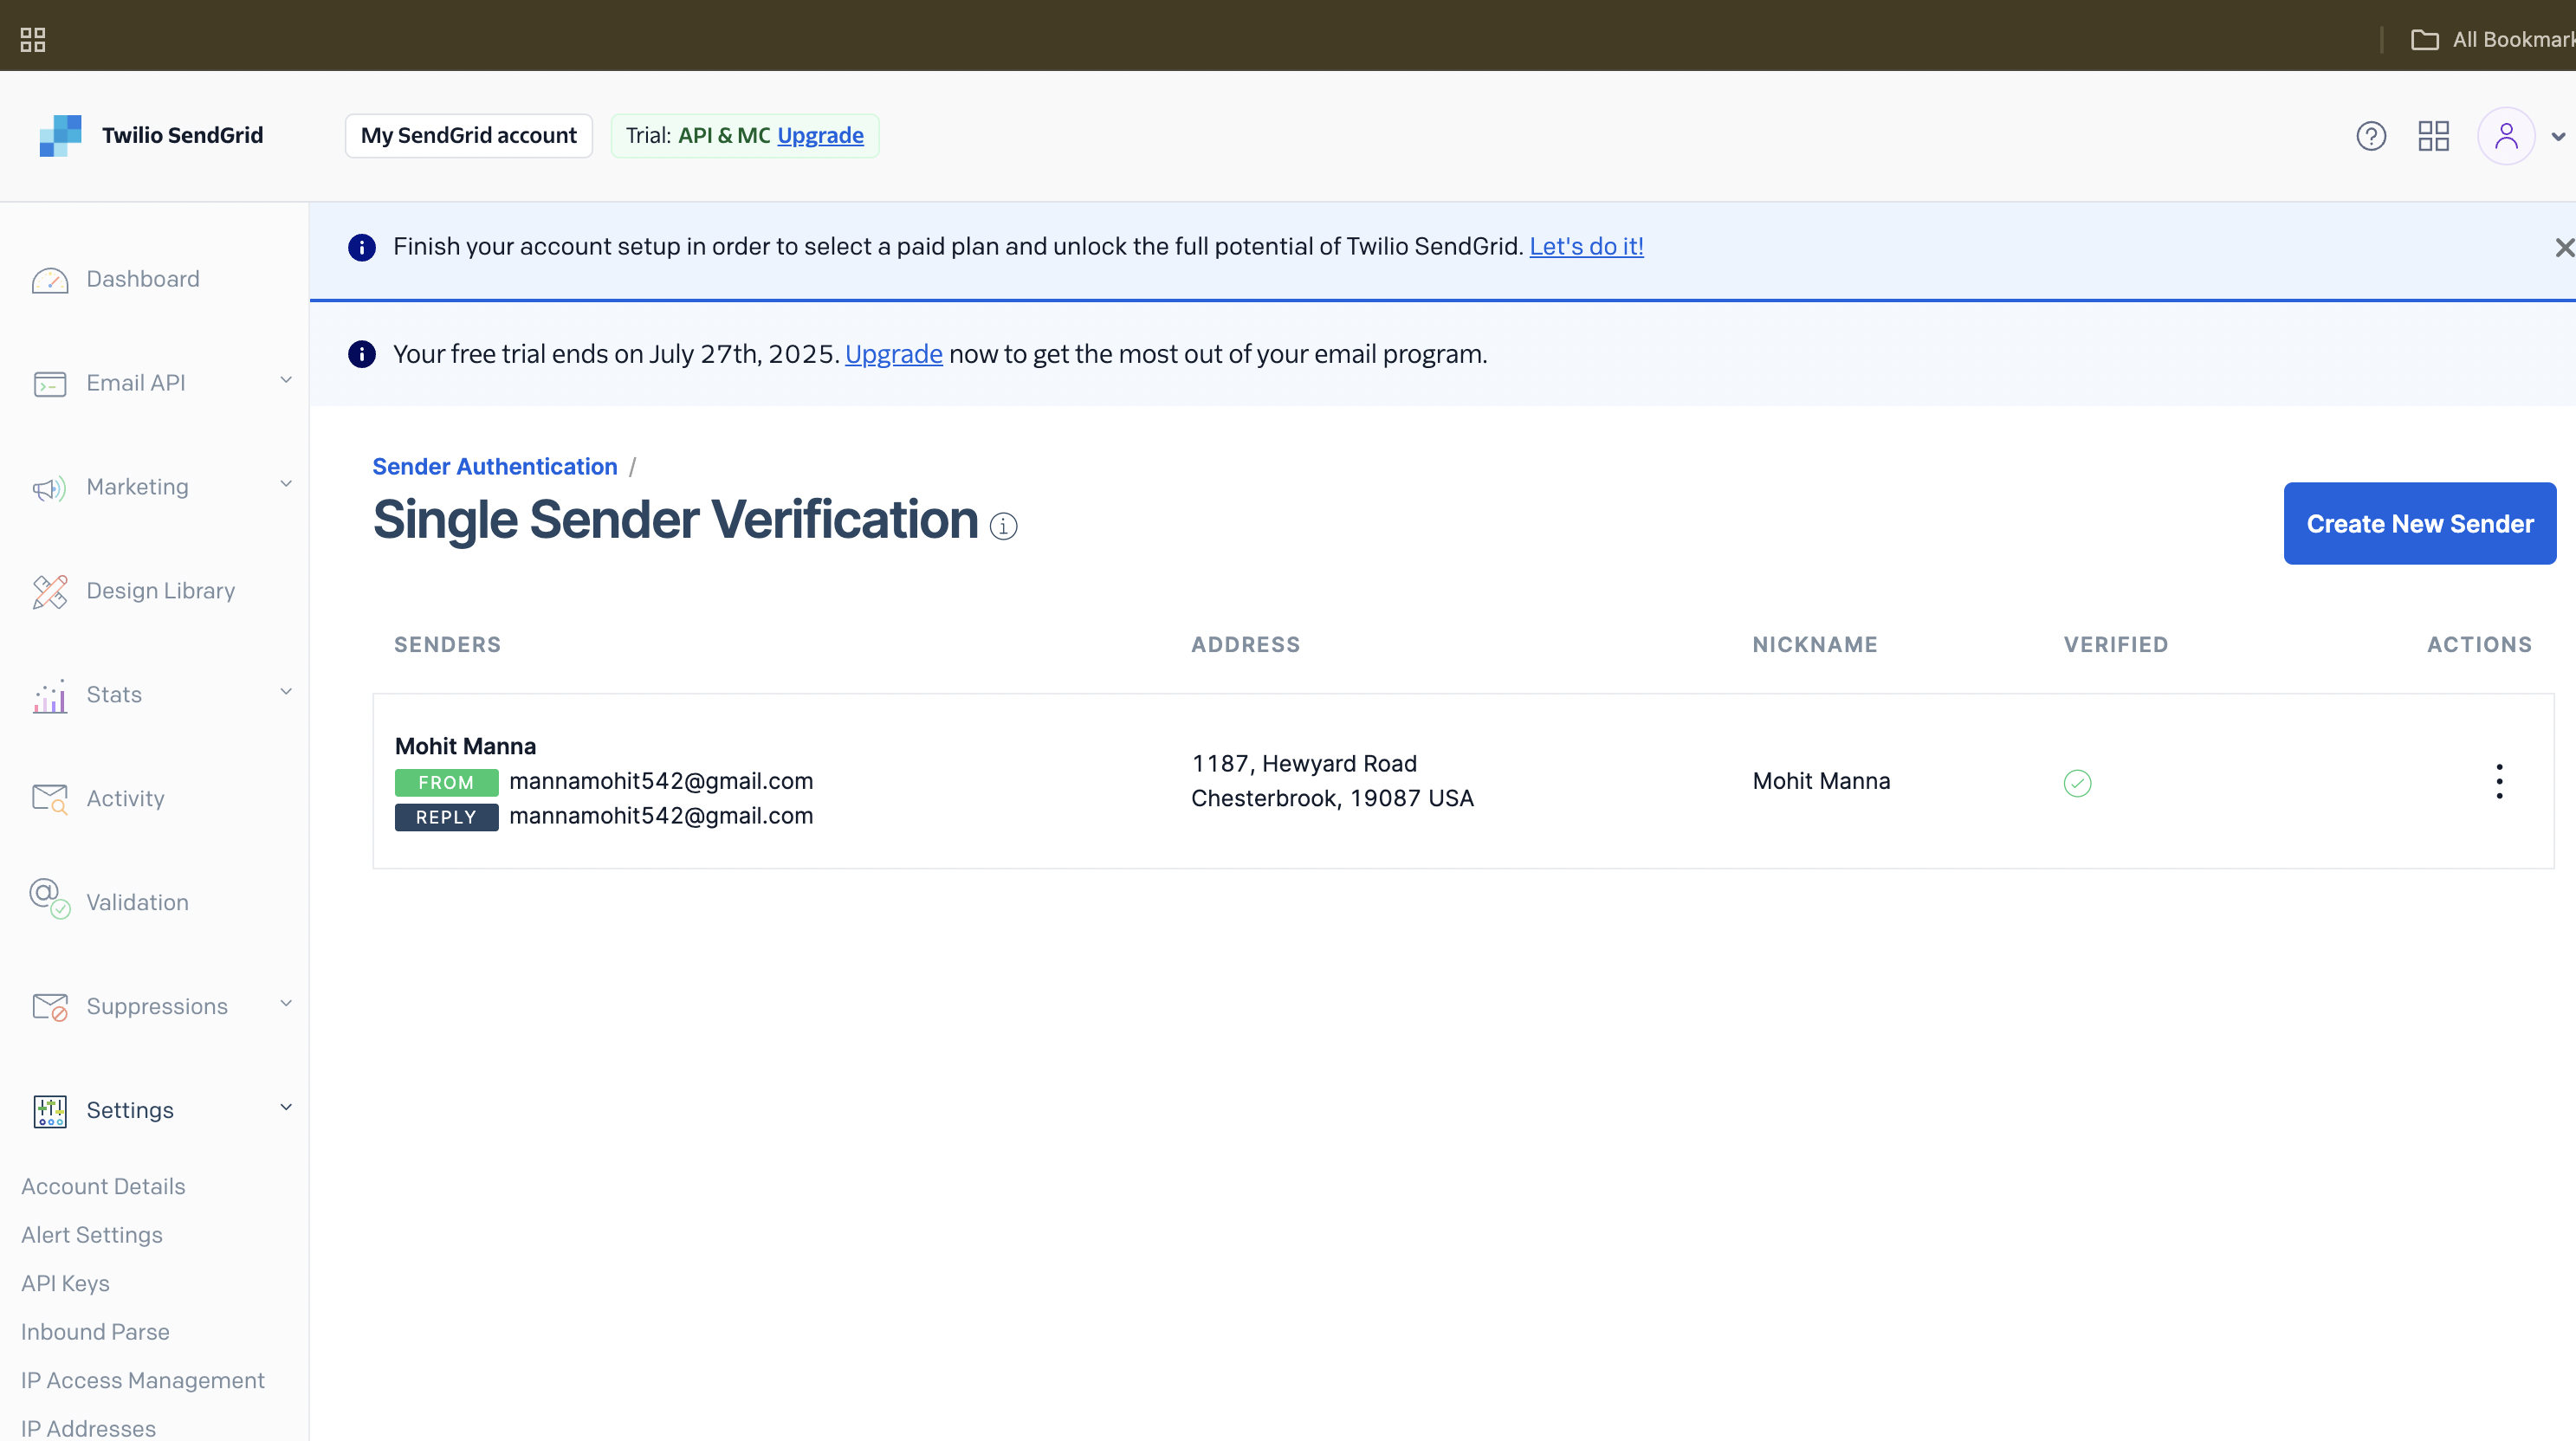 All Bookmark
Twilio SendGrid
My SendGrid account
Trial: API & MC Upgrade
Finish your account setup in order to select a paid plan and unlock the full potential of Twilio SendGrid. Let's do it!
Your free trial ends on July 27th, 2025. Upgrade now to get the most out of your email program.
Dashboard
Email API
Marketing
Design Library
Stats
Activity
Validation
Suppressions
Settings
Account Details
Alert Settings
API Keys
Inbound Parse
IP Access Management
IP Addresses
Sender Authentication /
Single Sender Verification
Create New Sender
SENDERS ADDRESS NICKNAME VERIFIED ACTIONS
Mohit Manna
FROM mannamohit542@gmail.com
REPLY mannamohit542@gmail.com
1187, Hewyard Road
Chesterbrook, 19087 USA
Mohit Manna